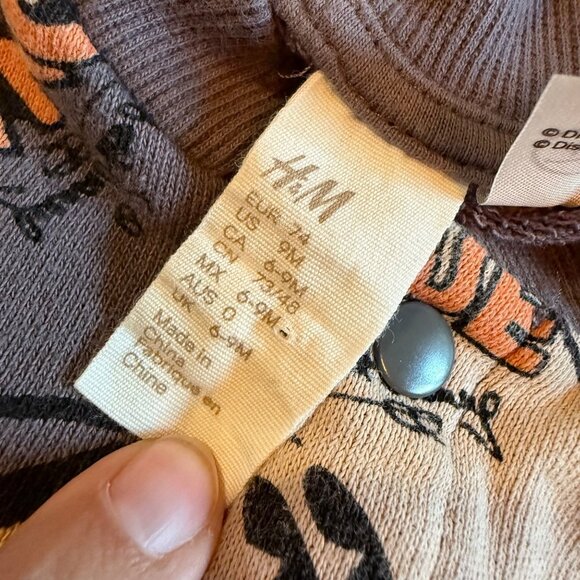 H&M
EUR 74
US 9M
CA 6-9M
CN 73/48
MX 6-9M
AUS 0
UK 6-9M
Made in
China
Fabriqué en
Chine
© D
© Dis